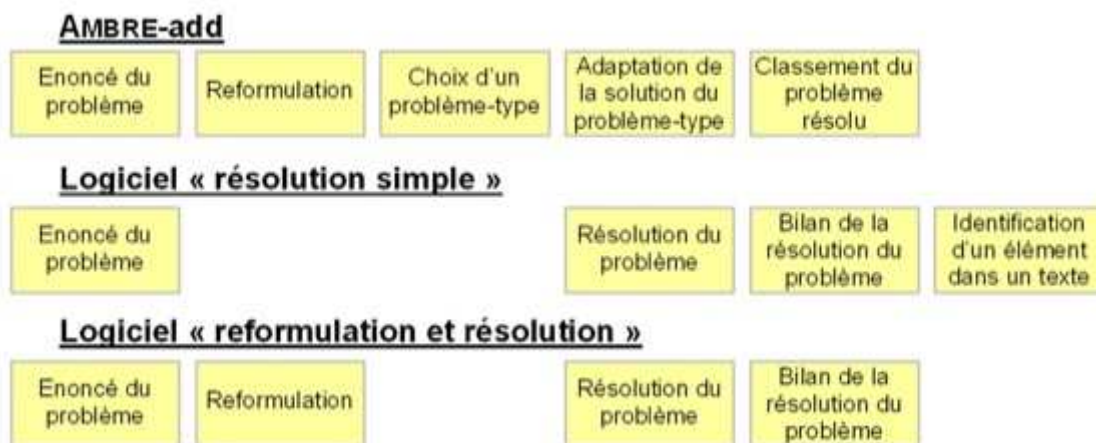 AMBRE-add
Enoncé du
problème
Reformulation
Choix d'un
problème-type
Adaptation de
la solution du
problème-type
Classement du
problème
résolu
Logiciel « résolution simple »
Enoncé du
problème
Résolution du
problème
Bilan de la
résolution du
problème
Identification
d'un élément
dans un texte
Logiciel « reformulation et résolution »
Enoncé du
problème
Reformulation
Résolution du
problème
Bilan de la
résolution du
problème